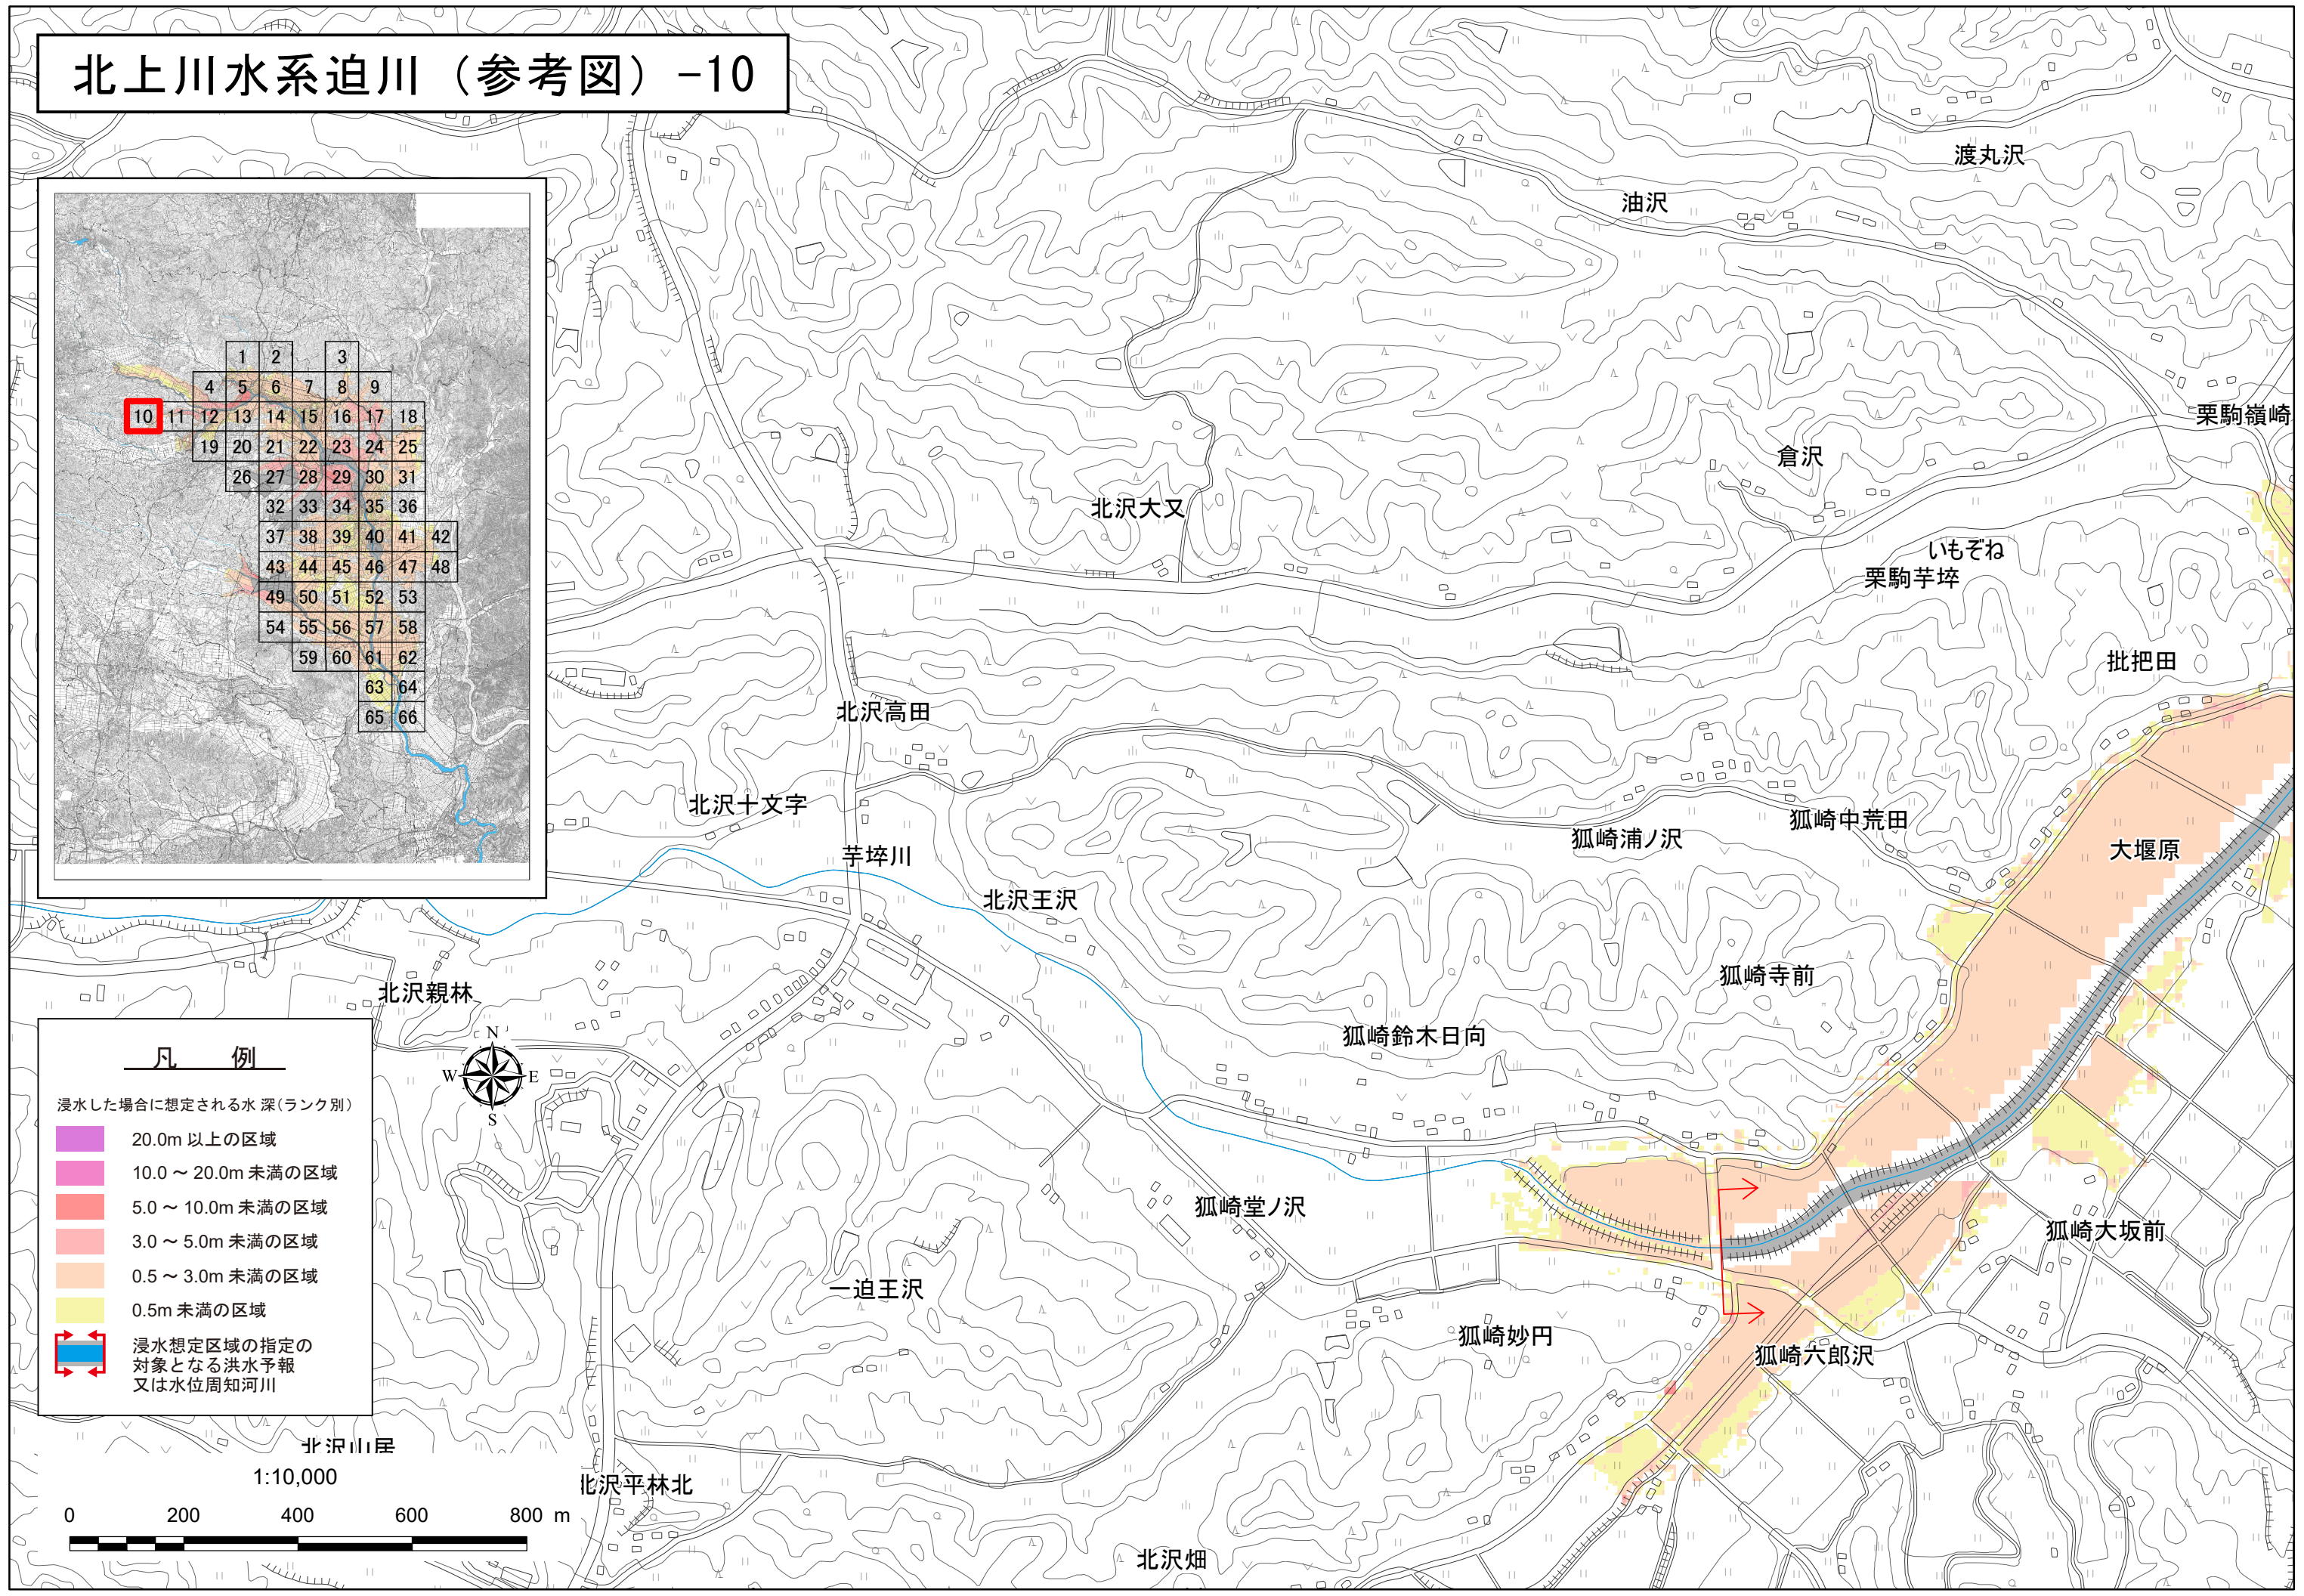 北上川水系迫川（参考図）-10
1 2 3
4 5 6 7 8 9
10 11 12 13 14 15 16 17 18
19 20 21 22 23 24 25
26 27 28 29 30 31
32 33 34 35 36
37 38 39 40 41 42
43 44 45 46 47 48
49 50 51 52 53
54 55 56 57 58
59 60 61 62
63 64
65 66
渡丸沢
油沢
栗駒嶺崎
倉沢
北沢大又
いもぞね
栗駒芋埣
批把田
北沢高田
北沢十文字
狐崎中荒田
狐崎浦ノ沢
大堰原
芋埣川
北沢王沢
狐崎寺前
北沢親林
狐崎鈴木日向
狐崎堂ノ沢
狐崎大坂前
一迫王沢
狐崎妙円
狐崎六郎沢
北沢山居
北沢平林北
北沢畑
N
W E
S
凡 例
浸水した場合に想定される水 深(ランク別)
20.0m 以上の区域
10.0 ～ 20.0m 未満の区域
5.0 ～ 10.0m 未満の区域
3.0 ～ 5.0m 未満の区域
0.5 ～ 3.0m 未満の区域
0.5m 未満の区域
浸水想定区域の指定の
対象となる洪水予報
又は水位周知河川
1:10,000
0 200 400 600 800 m